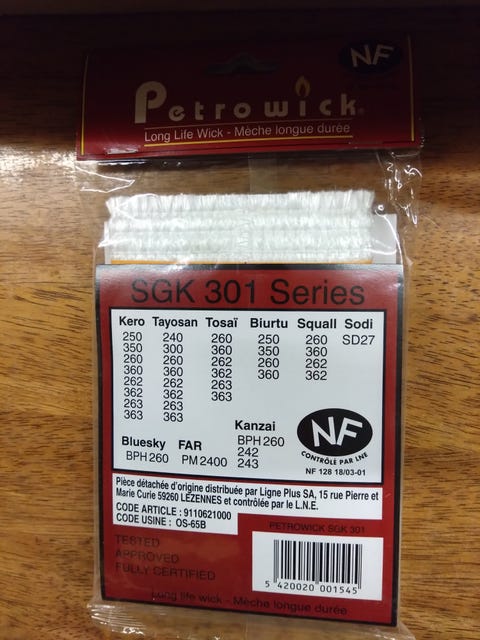 NF
Petrowick
Long Life Wick - Mèche longue durée
SGK 301 Series
Kero Tayosan Tosaï Biurtu Squall Sodi
250 240 260 250 260 SD27
350 300 360 350 360
260 260 262 260 262
360 360 362 360 362
262 262 263
362 362 363
263 263
363 363
Kanzai
Bluesky FAR BPH 260
BPH 260 PM 2400 242
243
NF
CONTRÔLÉ PAR LNE
NF 128 18/03-01
Pièce détachée d'origine distribuée par Ligne Plus SA, 15 rue Pierre et
Marie Curie 59260 LEZENNES et contrôlée par le L.N.E.
CODE ARTICLE : 9110621000
CODE USINE : OS-65B
PETROWICK SGK 301
TESTED
APPROVED
FULLY CERTIFIED
5 420020 001545
Long life wick - Mèche longue durée